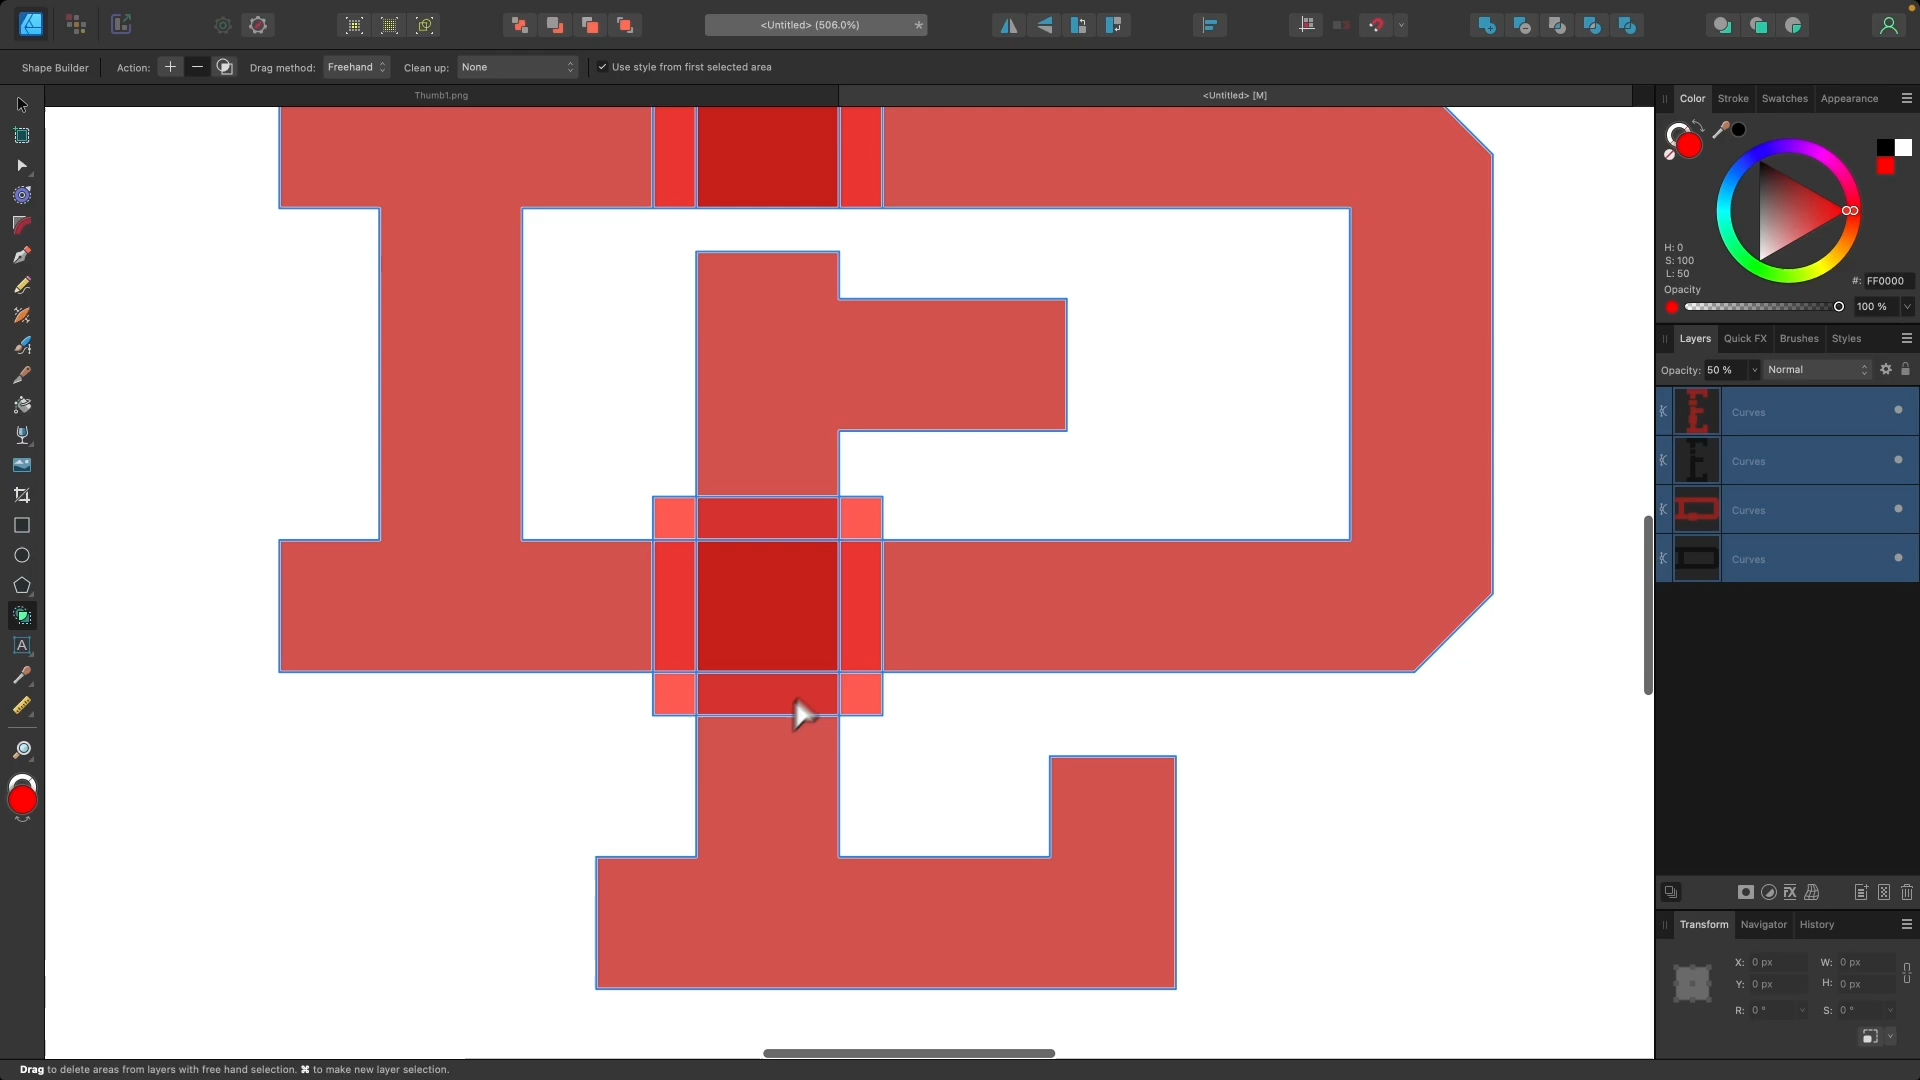 <Untitled> (506.0%)
*
Shape Builder
Action:
Drag method: Freehand
Clean up: None
Use style from first selected area
Thumb1.png
<Untitled> [M]
Color Stroke Swatches Appearance
H: 0
S: 100
L: 50
#: FF0000
Opacity
100 %
Layers Quick FX Brushes Styles
Opacity: 50 % Normal
Curves
Curves
Curves
Curves
Transform Navigator History
X: 0 px W: 0 px
Y: 0 px H: 0 px
R: 0 ° S: 0 °
A
Drag to delete areas from layers with free hand selection. ⌘ to make new layer selection.